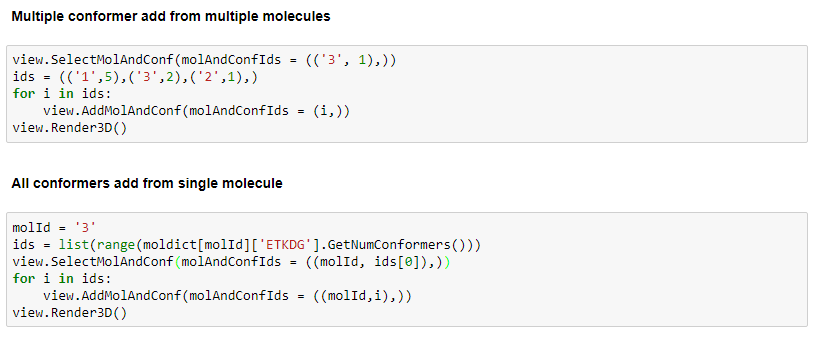 Multiple conformer add from multiple molecules
view.SelectMolAndConf(molAndConfIds = (('3', 1),))
ids = (('1',5),('3',2),('2',1),)
for i in ids:
    view.AddMolAndConf(molAndConfIds = (i,))
view.Render3D()
All conformers add from single molecule
molId = '3'
ids = list(range(moldict[molId]['ETKDG'].GetNumConformers()))
view.SelectMolAndConf(molAndConfIds = ((molId, ids[0]),))
for i in ids:
    view.AddMolAndConf(molAndConfIds = ((molId,i),))
view.Render3D()